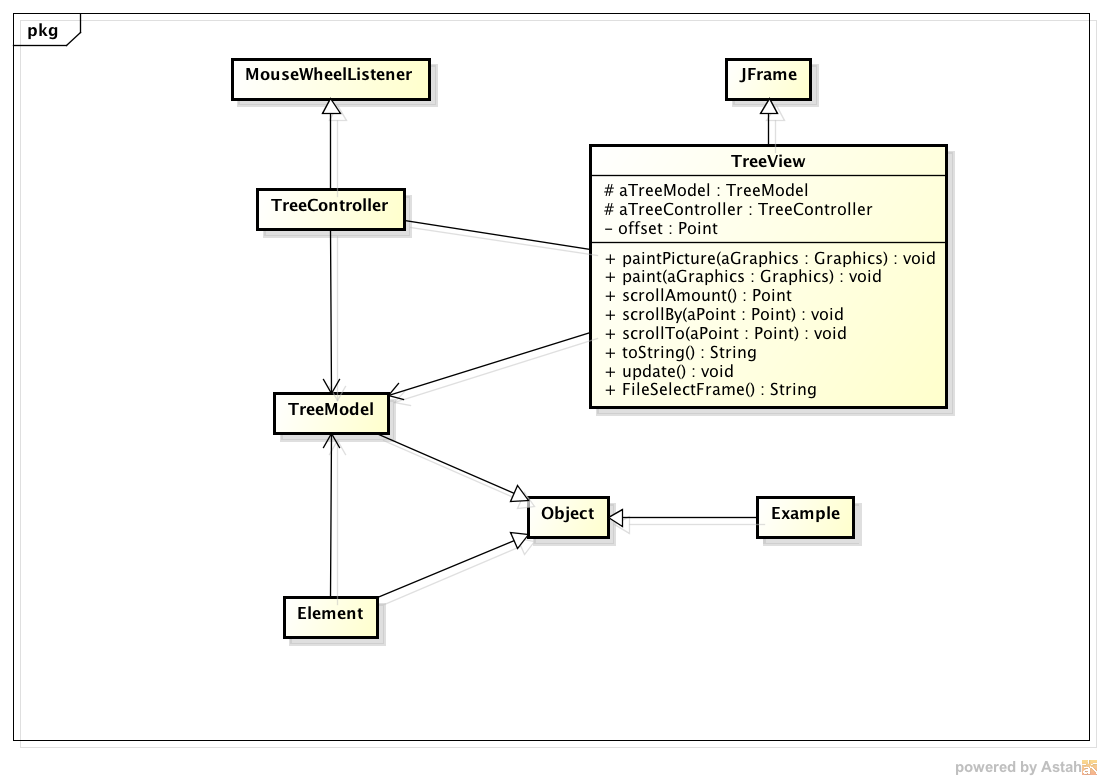 pkg
MouseWheelListener
JFrame
TreeController
TreeView
# aTreeModel : TreeModel
# aTreeController : TreeController
- offset : Point
+ paintPicture(aGraphics : Graphics) : void
+ paint(aGraphics : Graphics) : void
+ scrollAmount() : Point
+ scrollBy(aPoint : Point) : void
+ scrollTo(aPoint : Point) : void
+ toString() : String
+ update() : void
+ FileSelectFrame() : String
TreeModel
Object
Example
Element
powered by Astah